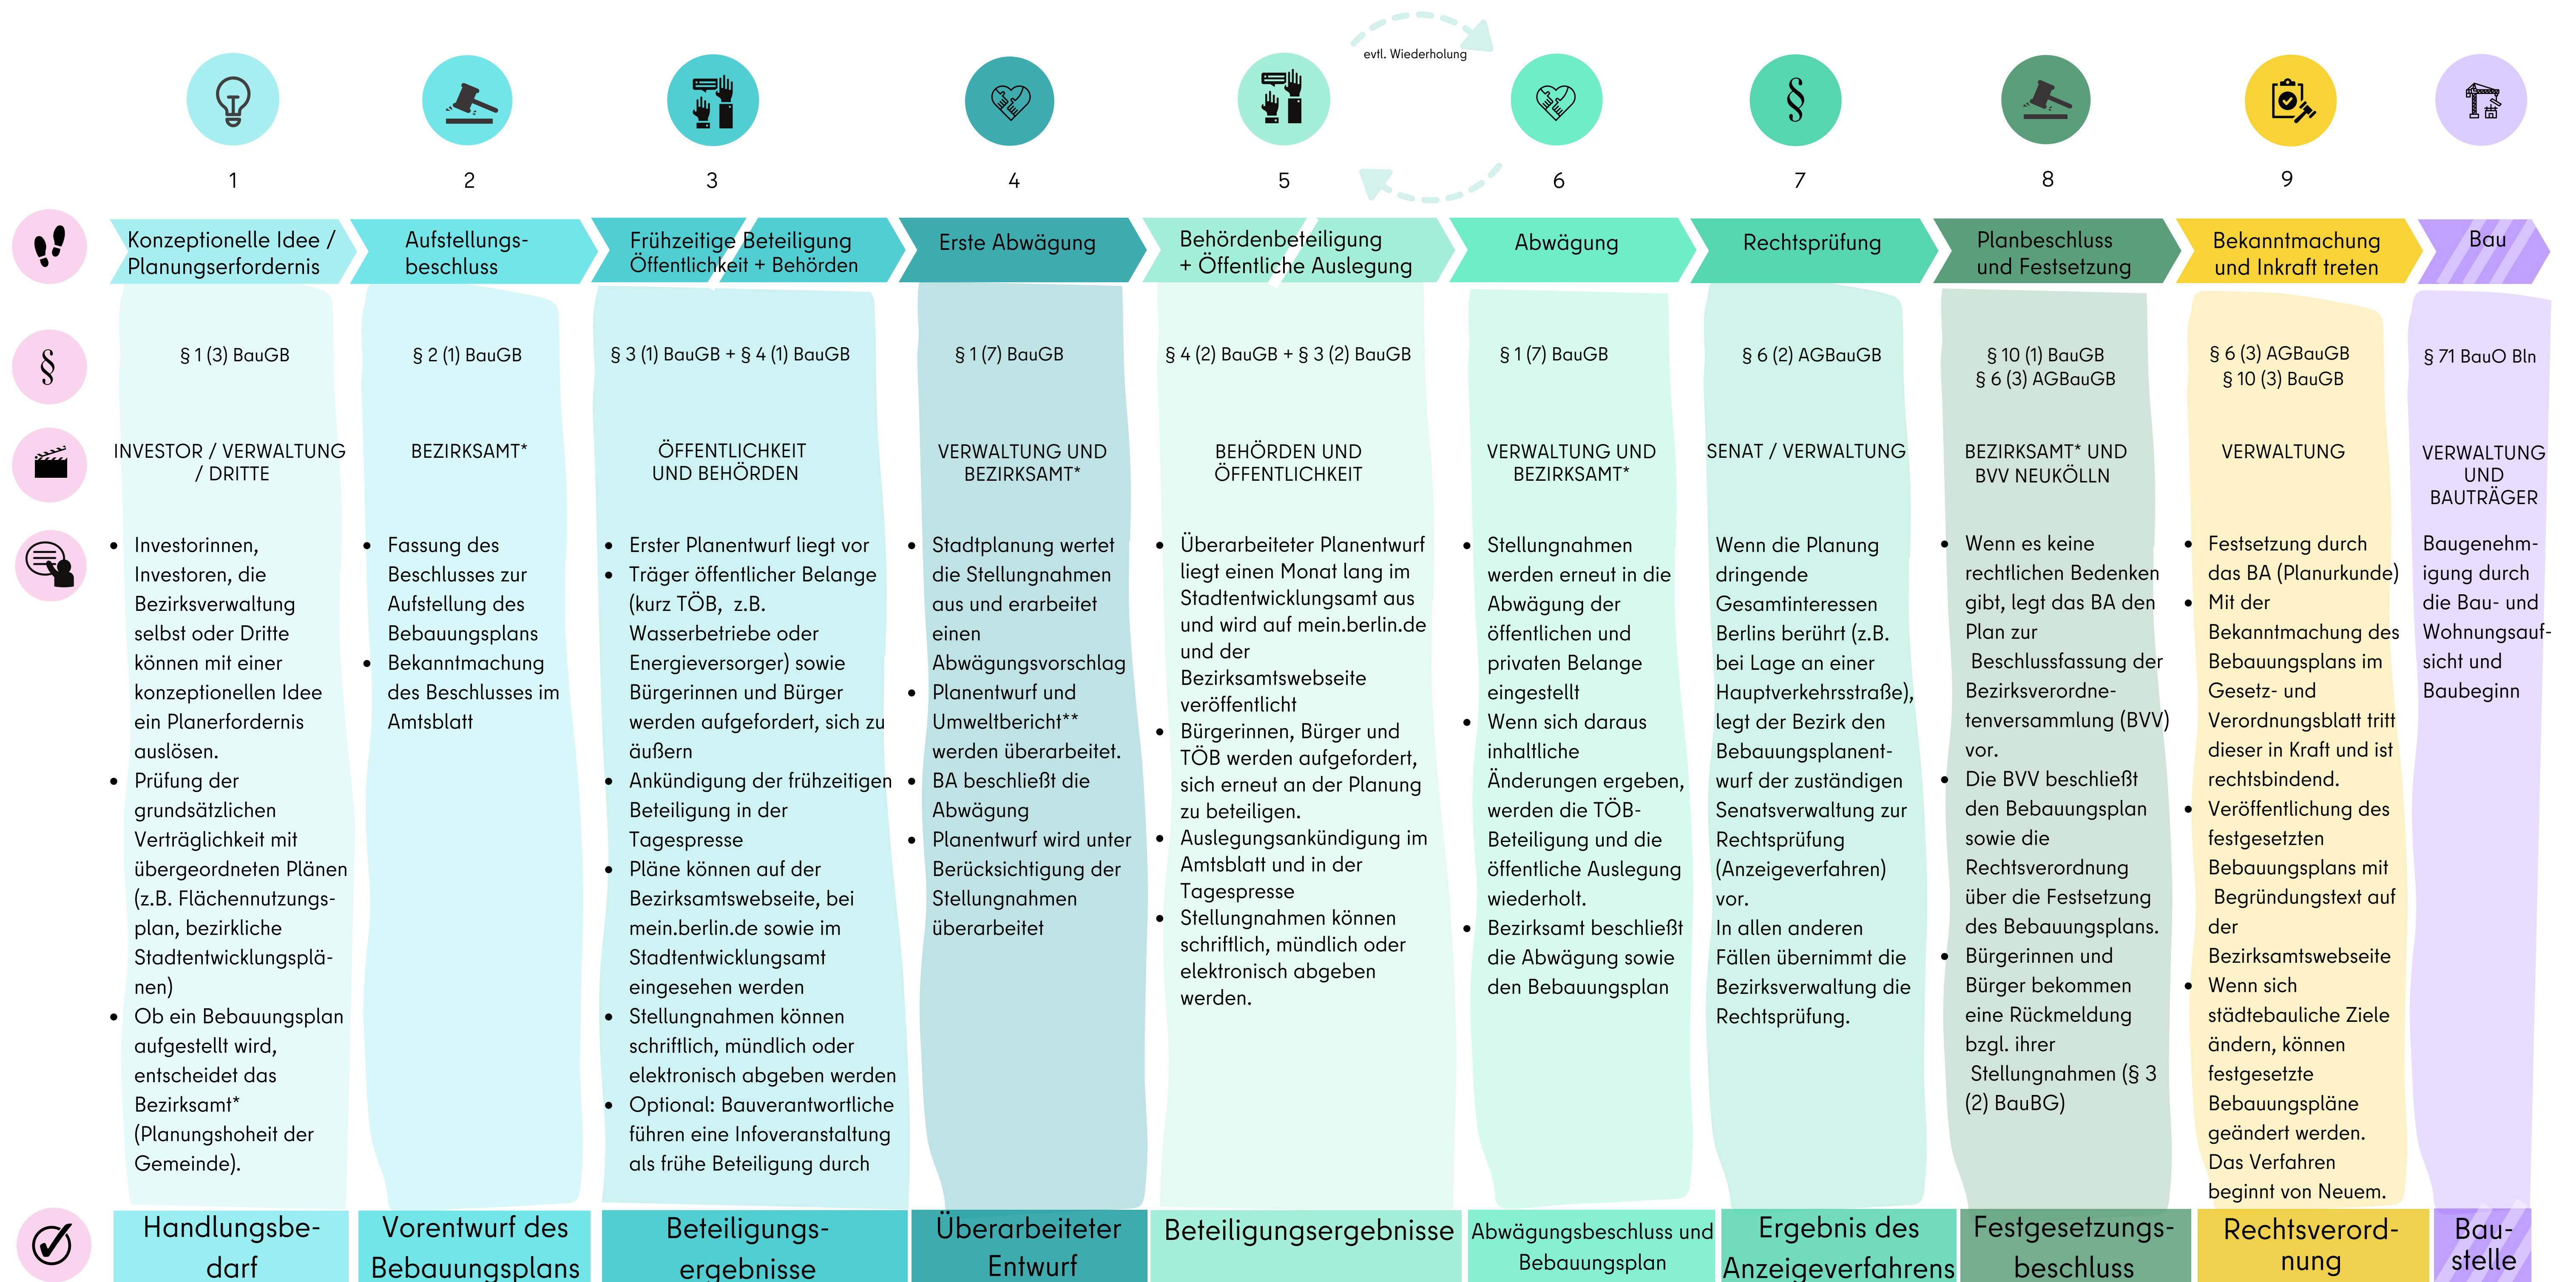 evtl. Wiederholung
1
2
3
4
5
6
7
8
9
Konzeptionelle Idee /
Planungserfordernis
Aufstellungs-
beschluss
Frühzeitige Beteiligung
Öffentlichkeit + Behörden
Erste Abwägung
Behördenbeteiligung
+ Öffentliche Auslegung
Abwägung
Rechtsprüfung
Planbeschluss
und Festsetzung
Bekanntmachung
und Inkraft treten
Bau
§
§ 1 (3) BauGB
§ 2 (1) BauGB
§ 3 (1) BauGB + § 4 (1) BauGB
§ 1 (7) BauGB
§ 4 (2) BauGB + § 3 (2) BauGB
§ 1 (7) BauGB
§ 6 (2) AGBauGB
§ 10 (1) BauGB
§ 6 (3) AGBauGB
§ 6 (3) AGBauGB
§ 10 (3) BauGB
§ 71 BauO Bln
INVESTOR / VERWALTUNG
/ DRITTE
BEZIRKSAMT*
ÖFFENTLICHKEIT
UND BEHÖRDEN
VERWALTUNG UND
BEZIRKSAMT*
BEHÖRDEN UND
ÖFFENTLICHKEIT
VERWALTUNG UND
BEZIRKSAMT*
SENAT / VERWALTUNG
BEZIRKSAMT* UND
BVV NEUKÖLLN
VERWALTUNG
VERWALTUNG
UND
BAUTRÄGER
• Investorinnen,
Investoren, die
Bezirksverwaltung
selbst oder Dritte
können mit einer
konzeptionellen Idee
ein Planerfordernis
auslösen.
• Prüfung der
grundsätzlichen
Verträglichkeit mit
übergeordneten Plänen
(z.B. Flächennutzungs-
plan, bezirkliche
Stadtentwicklungsplä-
nen)
• Ob ein Bebauungsplan
aufgestellt wird,
entscheidet das
Bezirksamt*
(Planungshoheit der
Gemeinde).
• Fassung des
Beschlusses zur
Aufstellung des
Bebauungsplans
• Bekanntmachung
des Beschlusses im
Amtsblatt
• Erster Planentwurf liegt vor
• Träger öffentlicher Belange
(kurz TÖB, z.B.
Wasserbetriebe oder
Energieversorger) sowie
Bürgerinnen und Bürger
werden aufgefordert, sich zu
äußern
• Ankündigung der frühzeitigen
Beteiligung in der
Tagespresse
• Pläne können auf der
Bezirksamtswebseite, bei
mein.berlin.de sowie im
Stadtentwicklungsamt
eingesehen werden
• Stellungnahmen können
schriftlich, mündlich oder
elektronisch abgeben werden
• Optional: Bauverantwortliche
führen eine Infoveranstaltung
als frühe Beteiligung durch
• Stadtplanung wertet
die Stellungnahmen
aus und erarbeitet
einen
Abwägungsvorschlag
• Planentwurf und
Umweltbericht**
werden überarbeitet.
• BA beschließt die
Abwägung
• Planentwurf wird unter
Berücksichtigung der
Stellungnahmen
überarbeitet
• Überarbeiteter Planentwurf
liegt einen Monat lang im
Stadtentwicklungsamt aus
und wird auf mein.berlin.de
und der
Bezirksamtswebseite
veröffentlicht
• Bürgerinnen, Bürger und
TÖB werden aufgefordert,
sich erneut an der Planung
zu beteiligen.
• Auslegungsankündigung im
Amtsblatt und in der
Tagespresse
• Stellungnahmen können
schriftlich, mündlich oder
elektronisch abgeben
werden.
• Stellungnahmen
werden erneut in die
Abwägung der
öffentlichen und
privaten Belange
eingestellt
• Wenn sich daraus
inhaltliche
Änderungen ergeben,
werden die TÖB-
Beteiligung und die
öffentliche Auslegung
wiederholt.
• Bezirksamt beschließt
die Abwägung sowie
den Bebauungsplan
Wenn die Planung
dringende
Gesamtinteressen
Berlins berührt (z.B.
bei Lage an einer
Hauptverkehrsstraße),
legt der Bezirk den
Bebauungsplanent-
wurf der zuständigen
Senatsverwaltung zur
Rechtsprüfung
(Anzeigeverfahren)
vor.
In allen anderen
Fällen übernimmt die
Bezirksverwaltung die
Rechtsprüfung.
• Wenn es keine
rechtlichen Bedenken
gibt, legt das BA den
Plan zur
Beschlussfassung der
Bezirksverordne-
tenversammlung (BVV)
vor.
• Die BVV beschließt
den Bebauungsplan
sowie die
Rechtsverordnung
über die Festsetzung
des Bebauungsplans.
• Bürgerinnen und
Bürger bekommen
eine Rückmeldung
bzgl. ihrer
Stellungnahmen (§ 3
(2) BauBG)
• Festsetzung durch
das BA (Planurkunde)
• Mit der
Bekanntmachung des
Bebauungsplans im
Gesetz- und
Verordnungsblatt tritt
dieser in Kraft und ist
rechtsbindend.
• Veröffentlichung des
festgesetzten
Bebauungsplans mit
Begründungstext auf
der
Bezirksamtswebseite
• Wenn sich
städtebauliche Ziele
ändern, können
festgesetzte
Bebauungspläne
geändert werden.
Das Verfahren
beginnt von Neuem.
Baugenehm-
igung durch
die Bau- und
Wohnungsauf-
sicht und
Baubeginn
Handlungsbe-
darf
Vorentwurf des
Bebauungsplans
Beteiligungs-
ergebnisse
Überarbeiteter
Entwurf
Beteiligungsergebnisse
Abwägungsbeschluss und
Bebauungsplan
Ergebnis des
Anzeigeverfahrens
Festgesetzungs-
beschluss
Rechtsverord-
nung
Bau-
stelle